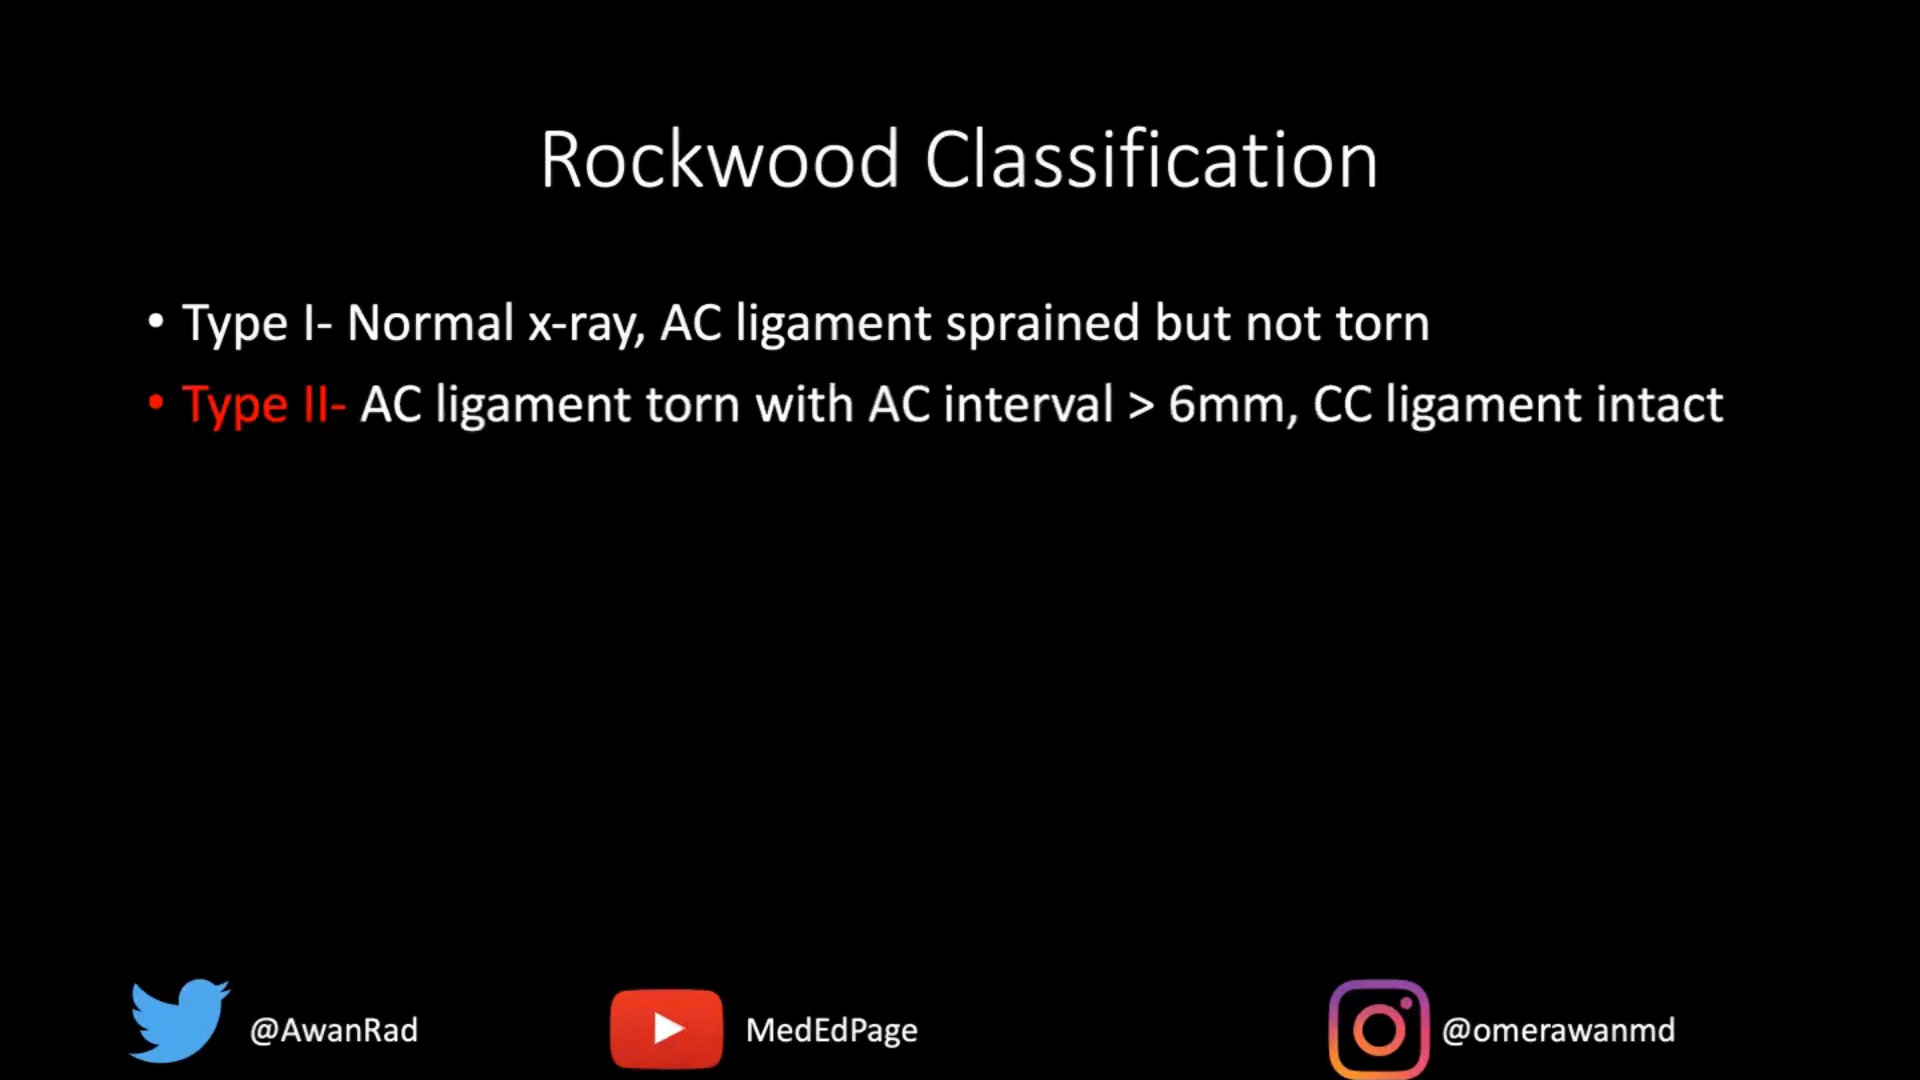 Rockwood Classification
• Type I- Normal x-ray, AC ligament sprained but not torn
• Type II- AC ligament torn with AC interval > 6mm, CC ligament intact
@AwanRad
MedEdPage
@omerawanmd